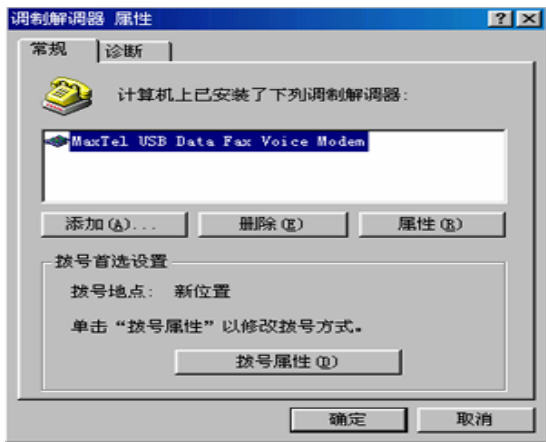 调制解调器 属性
常规
诊断
计算机上已安装了下列调制解调器:
MaxTel USB Data Fax Voice Modem
添加(A)... 删除(E) 属性(R)
拨号首选设置
拨号地点: 新位置
单击“拨号属性”以修改拨号方式。
拨号属性(D)
确定 取消